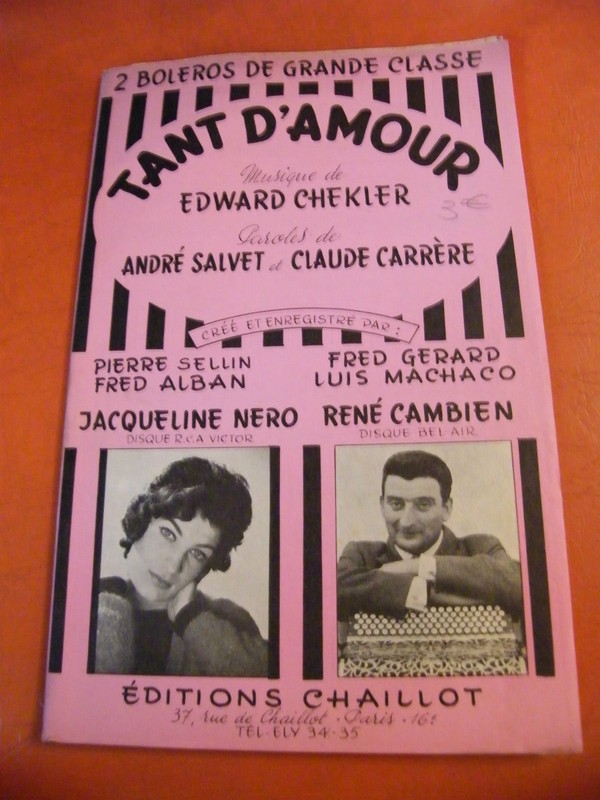 2 BOLEROS DE GRANDE CLASSE
TANT D'AMOUR
Musique de
EDWARD CHEKLER
3€
Paroles de
ANDRÉ SALVET et CLAUDE CARRÈRE
CRÉÉ ET ENREGISTRÉ PAR :
PIERRE SELLIN
FRED ALBAN
FRED GERARD
LUIS MACHACO
JACQUELINE NERO
DISQUE R.C.A VICTOR
RENÉ CAMBIEN
DISQUE BEL-AIR
ÉDITIONS CHAILLOT
37, rue de Chaillot · Paris · 16e
TEL. ELY 34-35